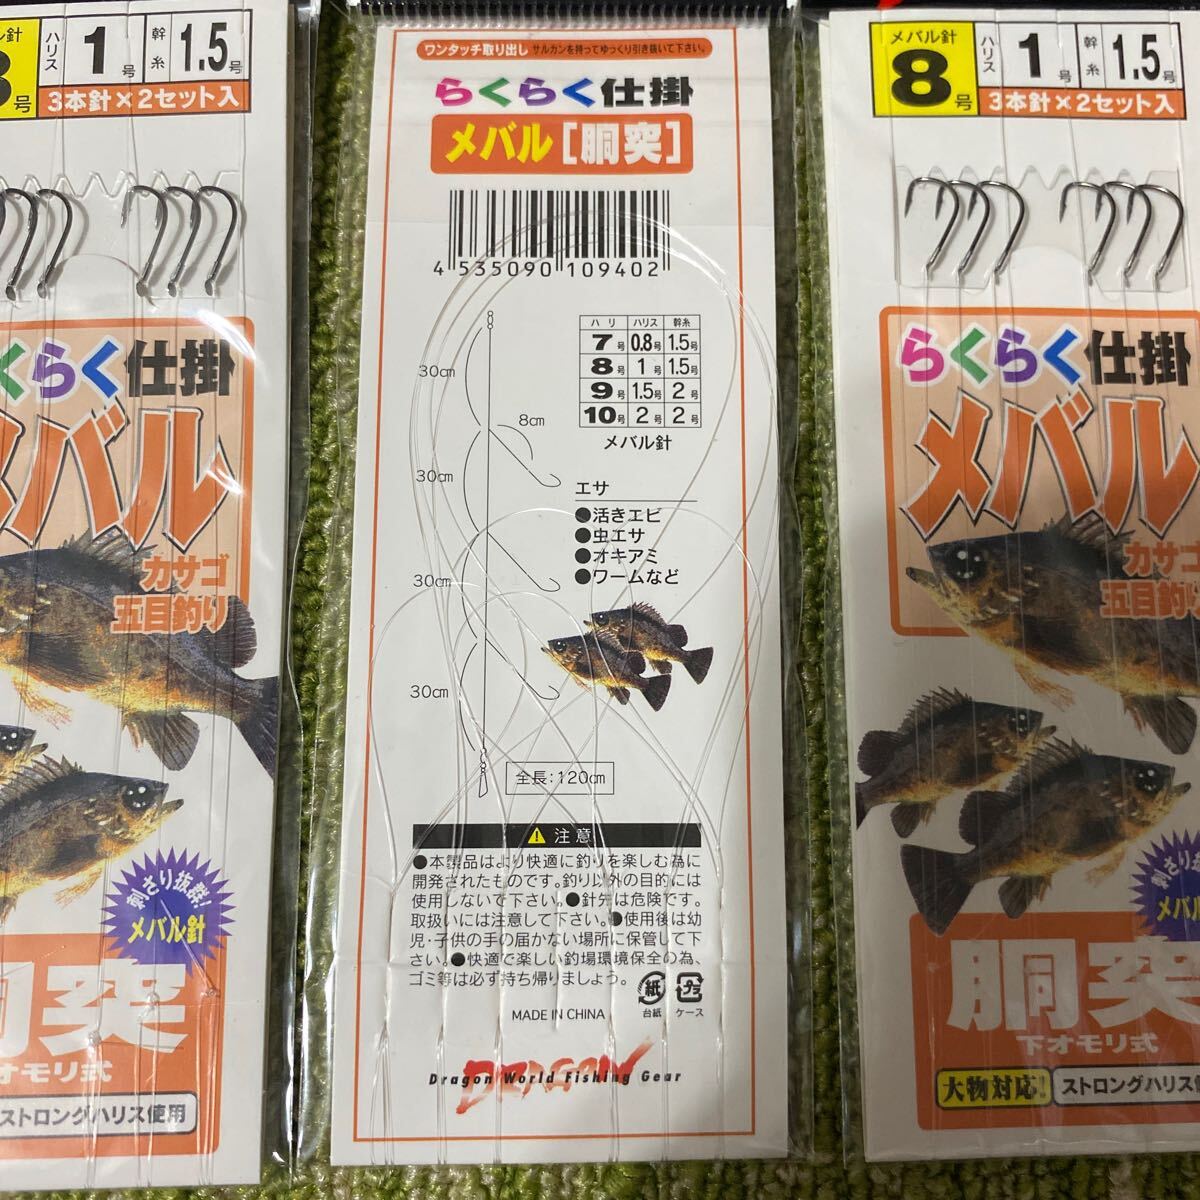 ル針
8号
ハリス
1号
幹糸
1.5号
3本針×2セット入
らくらく仕掛
メバル
カサゴ
五目釣り
刺さり抜群!
メバル針
胴突
下オモリ式
ストロングハリス使用
ワンタッチ取り出し サルカンを持ってゆっくり引き抜いて下さい。
らくらく仕掛
メバル[胴突]
4 535090 109402
ハリ ハリス 幹糸
7号 0.8号 1.5号
8号 1号 1.5号
9号 1.5号 2号
10号 2号 2号
メバル針
30cm
8cm
30cm
30cm
30cm
エサ
●活きエビ
●虫エサ
●オキアミ
●ワームなど
全長:120cm
注意
●本製品はより快適に釣りを楽しむ為に
開発されたものです。釣り以外の目的には
使用しないで下さい。●針先は危険です。
取扱いには注意して下さい。●使用後は幼
児・子供の手の届かない場所に保管して下
さい。●快適で楽しい釣場環境保全の為、
ゴミ等は必ず持ち帰りましょう。
紙
台紙
プラ
ケース
MADE IN CHINA
DRAGON
Dragon World Fishing Gear
メバル針
8号
ハリス
1号
幹糸
1.5号
3本針×2セット入
らくらく仕掛
メバル
カサゴ
五目釣り
刺さり
メバル
胴突
下オモリ式
大物対応!
ストロングハリス